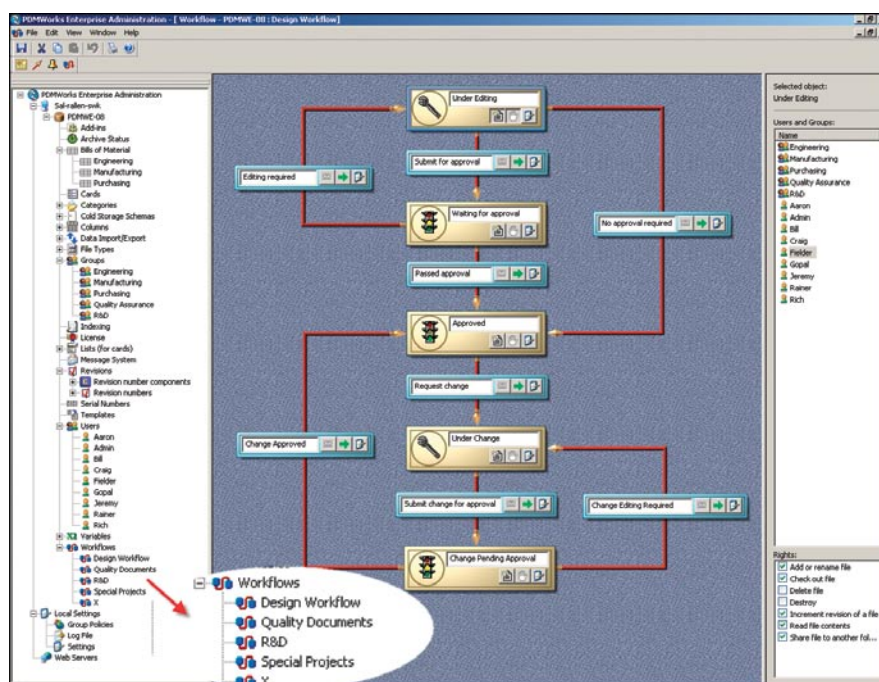 PDMWorks Enterprise Administration - [ Workflow - PDMWE-08 : Design Workflow]
File Edit View Window Help
PDMWorks Enterprise Administration
Sal-rallen-swk
PDMWE-08
Add-ins
Archive Status
Bills of Material
Engineering
Manufacturing
Purchasing
Cards
Categories
Cold Storage Schemas
Columns
Data Import/Export
File Types
Groups
Engineering
Manufacturing
Purchasing
Quality Assurance
R&D
Indexing
License
Lists (for cards)
Message System
Revisions
Revision number components
Revision numbers
Serial Numbers
Templates
Users
Aaron
Admin
Bill
Craig
Fielder
Gopal
Jeremy
Rainer
Rich
Variables
Workflows
Design Workflow
Quality Documents
R&D
Special Projects
X
Local Settings
Group Policies
Log File
Settings
Web Servers
Workflows
Design Workflow
Quality Documents
R&D
Special Projects
X
Under Editing
Submit for approval
Editing required
Waiting for approval
No approval required
Passed approval
Approved
Request change
Under Change
Change Approved
Submit change for approval
Change Editing Required
Change Pending Approval
Selected object:
Under Editing
Users and Groups:
Name
Engineering
Manufacturing
Purchasing
Quality Assurance
R&D
Aaron
Admin
Bill
Craig
Fielder
Gopal
Jeremy
Rainer
Rich
Rights:
Add or rename file
Check out file
Delete file
Destroy
Increment revision of a file
Read file contents
Share file to another fol...